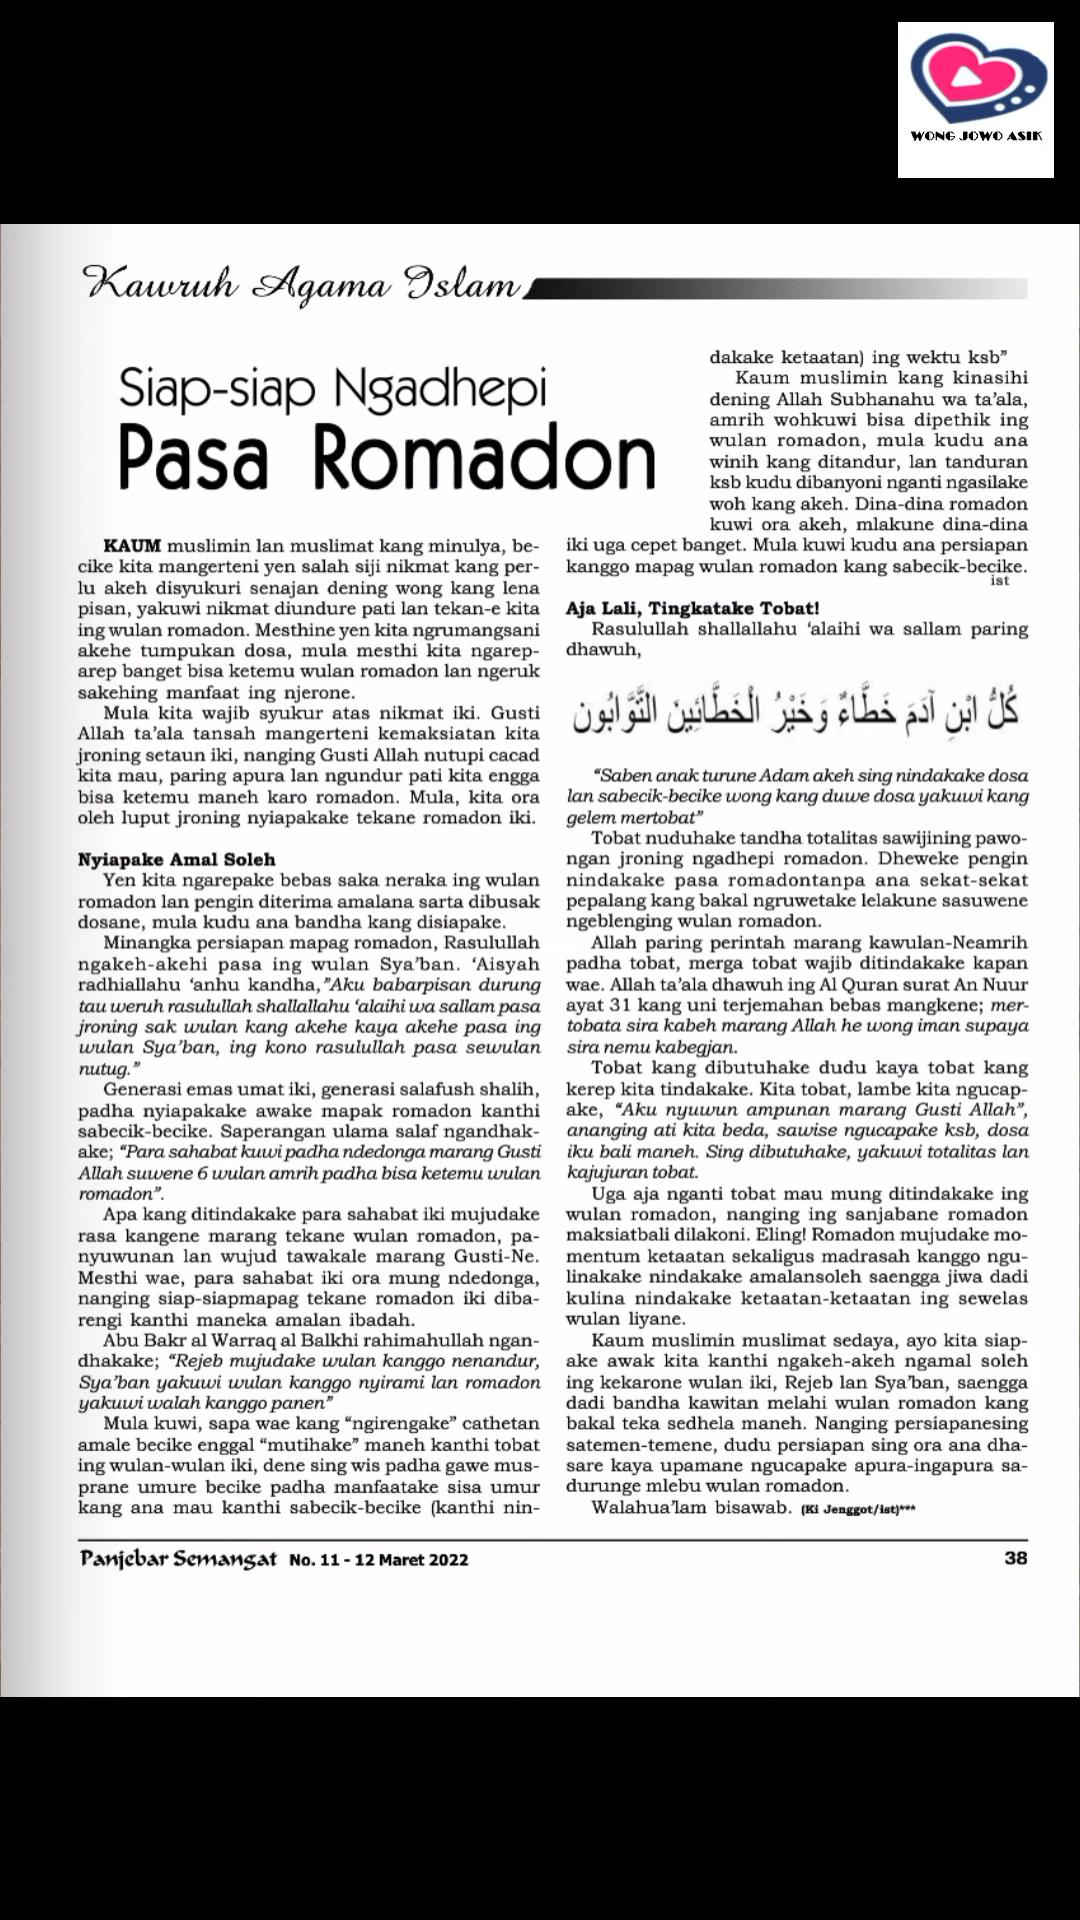 WONG JOWO ASIK
Kawruh Agama Islam
Siap-siap Ngadhepi
Pasa Romadon
KAUM muslimin lan muslimat kang minulya, be-
cike kita mangerteni yen salah siji nikmat kang per-
lu akeh disyukuri senajan dening wong kang lena
pisan, yakuwi nikmat diundure pati lan tekan-e kita
ing wulan romadon. Mesthine yen kita ngrumangsani
akehe tumpukan dosa, mula mesthi kita ngarep-
arep banget bisa ketemu wulan romadon lan ngeruk
sakehing manfaat ing njerone.
Mula kita wajib syukur atas nikmat iki. Gusti
Allah ta’ala tansah mangerteni kemaksiatan kita
jroning setaun iki, nanging Gusti Allah nutupi cacad
kita mau, paring apura lan ngundur pati kita engga
bisa ketemu maneh karo romadon. Mula, kita ora
oleh luput jroning nyiapakake tekane romadon iki.
Nyiapake Amal Soleh
Yen kita ngarepake bebas saka neraka ing wulan
romadon lan pengin diterima amalana sarta dibusak
dosane, mula kudu ana bandha kang disiapake.
Minangka persiapan mapag romadon, Rasulullah
ngakeh-akehi pasa ing wulan Sya’ban. ‘Aisyah
radhiallahu ‘anhu kandha,”Aku babarpisan durung
tau weruh rasulullah shallallahu ‘alaihi wa sallam pasa
jroning sak wulan kang akehe kaya akehe pasa ing
wulan Sya’ban, ing kono rasulullah pasa sewulan
nutug.”
Generasi emas umat iki, generasi salafush shalih,
padha nyiapakake awake mapak romadon kanthi
sabecik-becike. Saperangan ulama salaf ngandhak-
ake; “Para sahabat kuwi padha ndedonga marang Gusti
Allah suwene 6 wulan amrih padha bisa ketemu wulan
romadon”.
Apa kang ditindakake para sahabat iki mujudake
rasa kangene marang tekane wulan romadon, pa-
nyuwunan lan wujud tawakale marang Gusti-Ne.
Mesthi wae, para sahabat iki ora mung ndedonga,
nanging siap-siapmapag tekane romadon iki diba-
rengi kanthi maneka amalan ibadah.
Abu Bakr al Warraq al Balkhi rahimahullah ngan-
dhakake; “Rejeb mujudake wulan kanggo nenandur,
Sya’ban yakuwi wulan kanggo nyirami lan romadon
yakuwi walah kanggo panen”
Mula kuwi, sapa wae kang “ngirengake” cathetan
amale becike enggal “mutihake” maneh kanthi tobat
ing wulan-wulan iki, dene sing wis padha gawe mus-
prane umure becike padha manfaatake sisa umur
kang ana mau kanthi sabecik-becike (kanthi nin-
dakake ketaatan) ing wektu ksb”
Kaum muslimin kang kinasihi
dening Allah Subhanahu wa ta’ala,
amrih wohkuwi bisa dipethik ing
wulan romadon, mula kudu ana
winih kang ditandur, lan tanduran
ksb kudu dibanyoni nganti ngasilake
woh kang akeh. Dina-dina romadon
kuwi ora akeh, mlakune dina-dina
iki uga cepet banget. Mula kuwi kudu ana persiapan
kanggo mapag wulan romadon kang sabecik-becike.
ist
Aja Lali, Tingkatake Tobat!
Rasulullah shallallahu ‘alaihi wa sallam paring
dhawuh,
كُلُّ ابْنِ آدَمَ خَطَّاءٌ وَخَيْرُ الْخَطَّائِينَ التَّوَّابُون
“Saben anak turune Adam akeh sing nindakake dosa
lan sabecik-becike wong kang duwe dosa yakuwi kang
gelem mertobat”
Tobat nuduhake tandha totalitas sawijining pawo-
ngan jroning ngadhepi romadon. Dheweke pengin
nindakake pasa romadontanpa ana sekat-sekat
pepalang kang bakal ngruwetake lelakune sasuwene
ngeblenging wulan romadon.
Allah paring perintah marang kawulan-Neamrih
padha tobat, merga tobat wajib ditindakake kapan
wae. Allah ta’ala dhawuh ing Al Quran surat An Nuur
ayat 31 kang uni terjemahan bebas mangkene; mer-
tobata sira kabeh marang Allah he wong iman supaya
sira nemu kabegjan.
Tobat kang dibutuhake dudu kaya tobat kang
kerep kita tindakake. Kita tobat, lambe kita ngucap-
ake, “Aku nyuwun ampunan marang Gusti Allah”,
ananging ati kita beda, sawise ngucapake ksb, dosa
iku bali maneh. Sing dibutuhake, yakuwi totalitas lan
kajujuran tobat.
Uga aja nganti tobat mau mung ditindakake ing
wulan romadon, nanging ing sanjabane romadon
maksiatbali dilakoni. Eling! Romadon mujudake mo-
mentum ketaatan sekaligus madrasah kanggo ngu-
linakake nindakake amalansoleh saengga jiwa dadi
kulina nindakake ketaatan-ketaatan ing sewelas
wulan liyane.
Kaum muslimin muslimat sedaya, ayo kita siap-
ake awak kita kanthi ngakeh-akeh ngamal soleh
ing kekarone wulan iki, Rejeb lan Sya’ban, saengga
dadi bandha kawitan melahi wulan romadon kang
bakal teka sedhela maneh. Nanging persiapanesing
satemen-temene, dudu persiapan sing ora ana dha-
sare kaya upamane ngucapake apura-ingapura sa-
durunge mlebu wulan romadon.
Walahua’lam bisawab. (Ki Jenggot/ist)***
Panjebar Semangat No. 11 - 12 Maret 2022
38